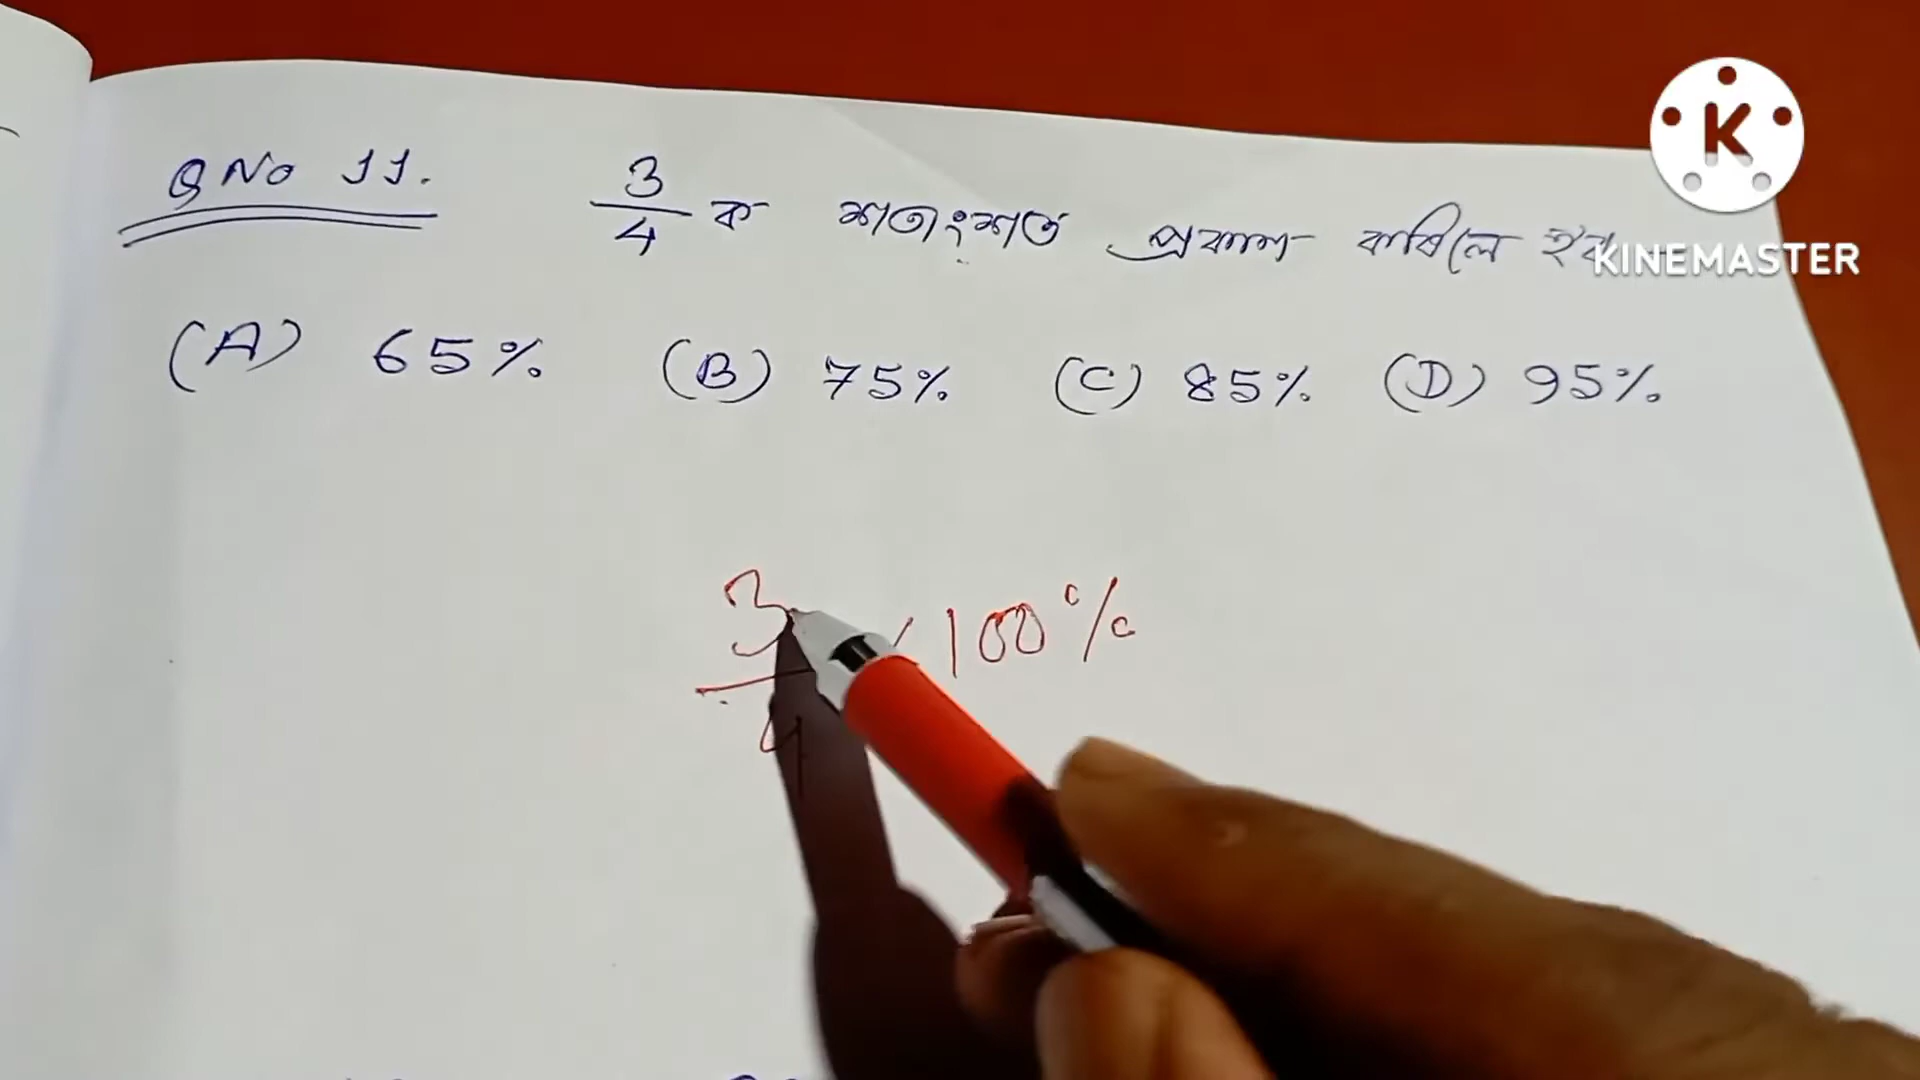 Q No 11. 3/4 ক শতাংশত প্ৰকাশ কৰিলে হ'ব
(A) 65% (B) 75% (C) 85% (D) 95%
3/4 × 100%
K
KINEMASTER